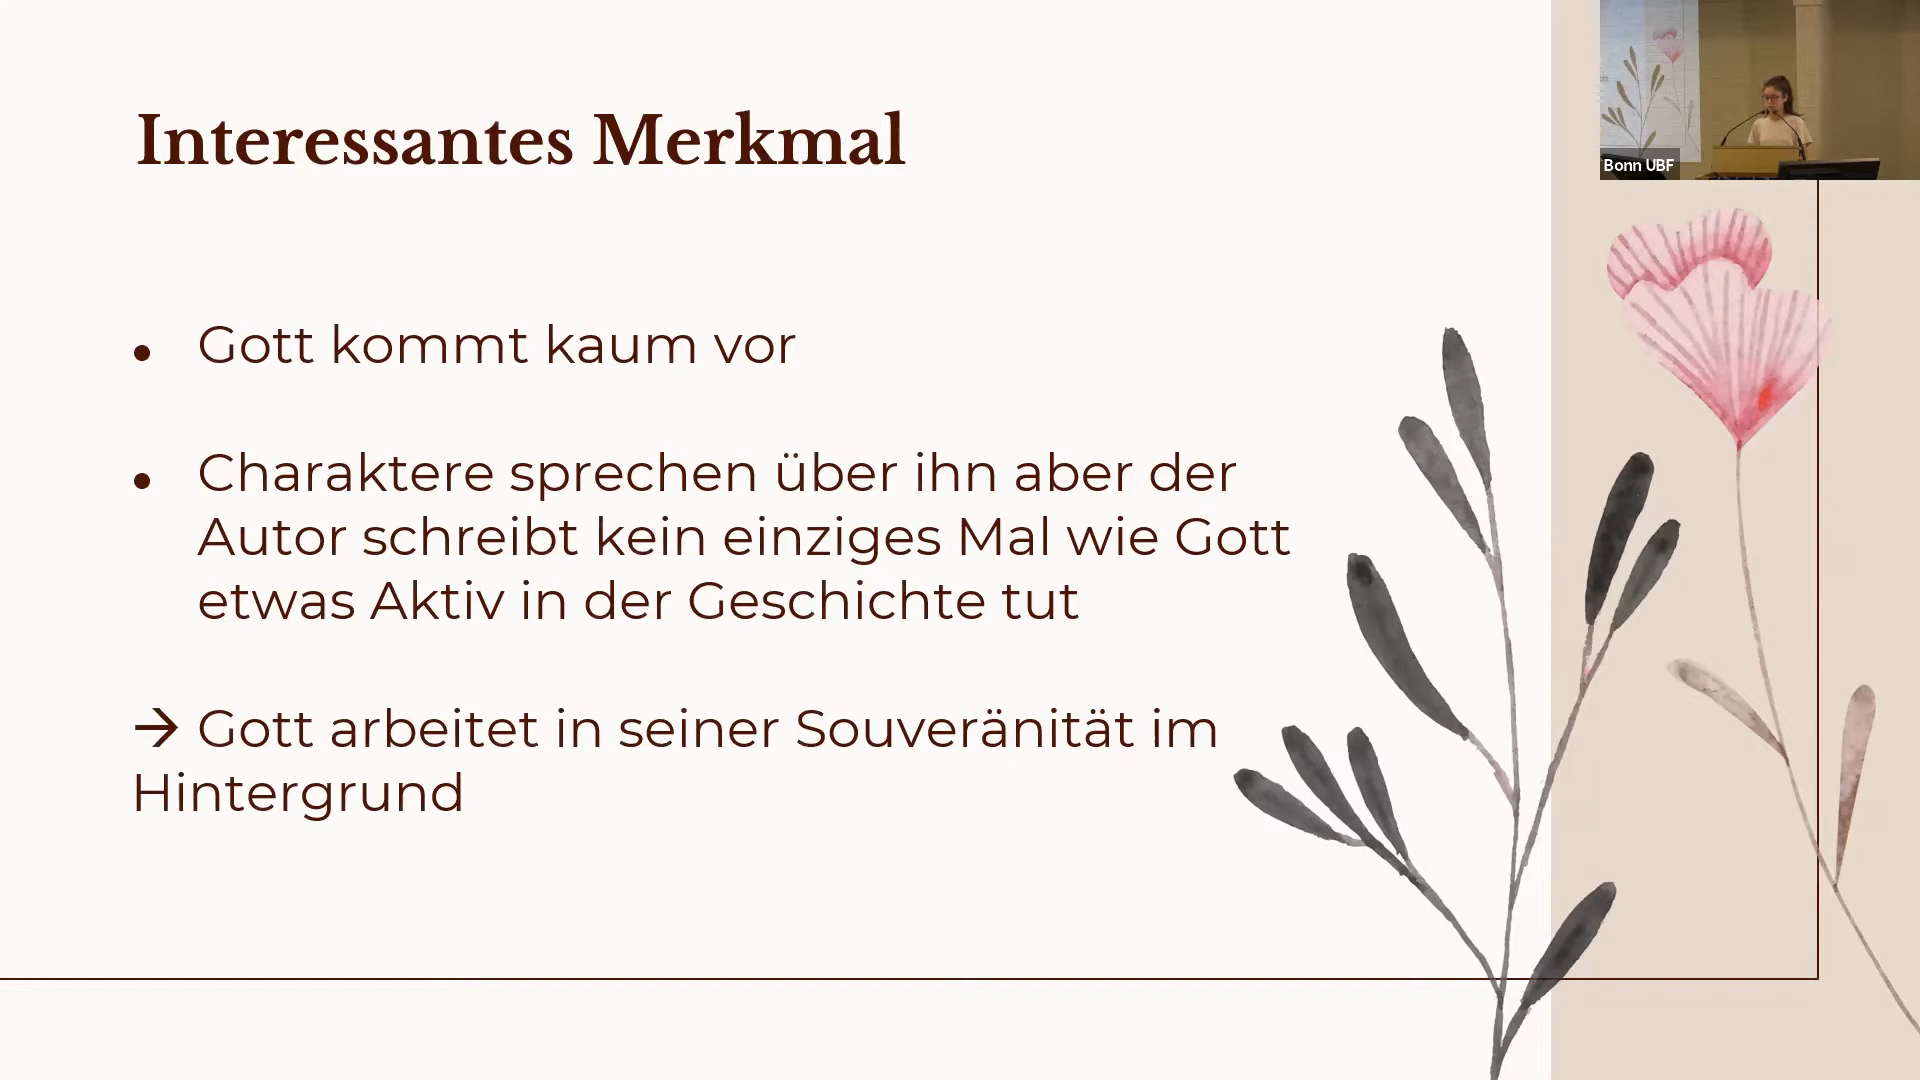 Interessantes Merkmal
Bonn UBF
• Gott kommt kaum vor
• Charaktere sprechen über ihn aber der
Autor schreibt kein einziges Mal wie Gott
etwas Aktiv in der Geschichte tut
→ Gott arbeitet in seiner Souveränität im
Hintergrund